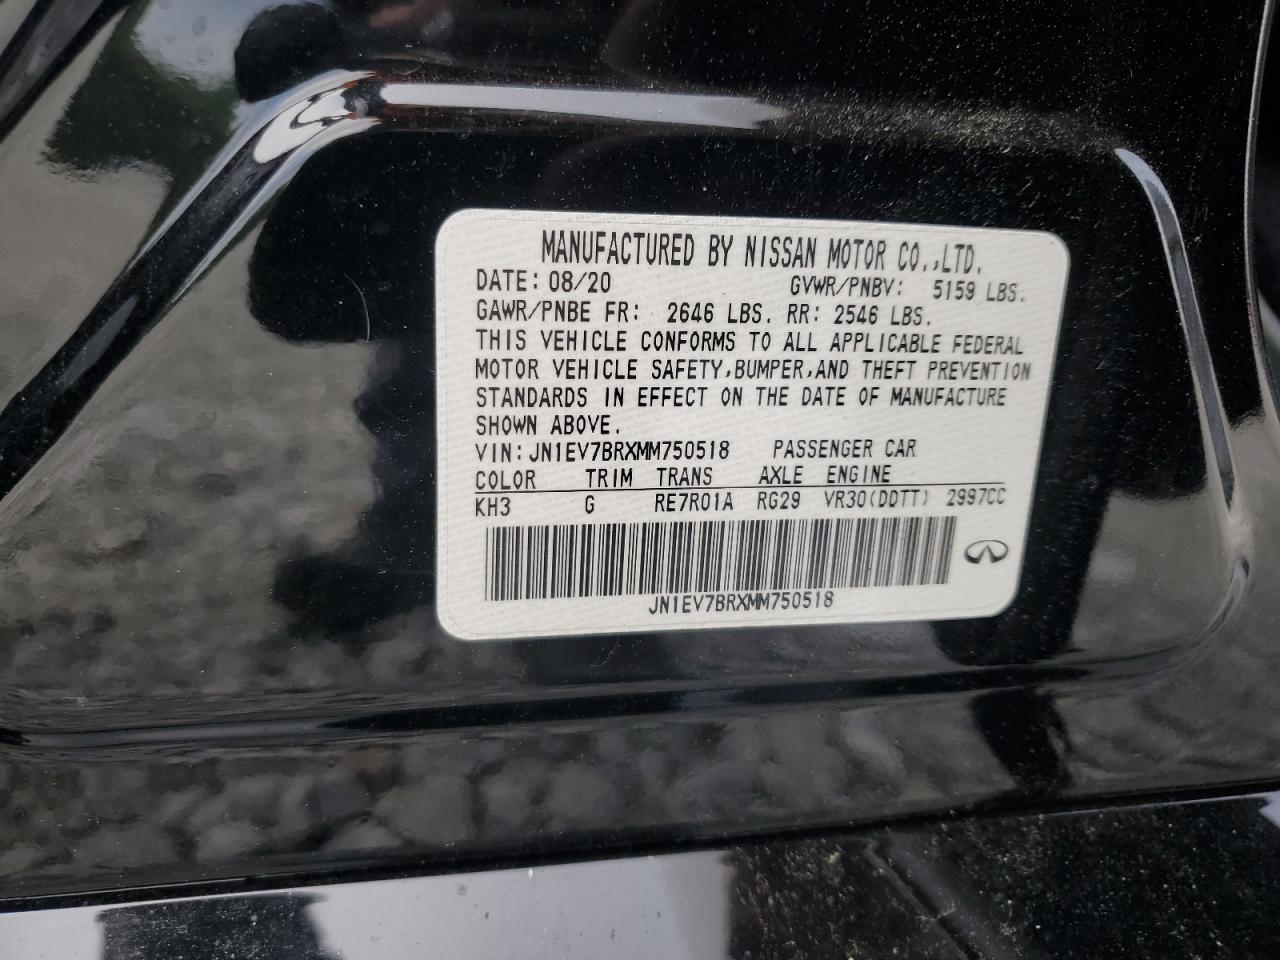 MANUFACTURED BY NISSAN MOTOR CO.,LTD.
DATE: 08/20 GVWR/PNBV: 5159 LBS.
GAWR/PNBE FR: 2646 LBS. RR: 2546 LBS.
THIS VEHICLE CONFORMS TO ALL APPLICABLE FEDERAL
MOTOR VEHICLE SAFETY,BUMPER,AND THEFT PREVENTION
STANDARDS IN EFFECT ON THE DATE OF MANUFACTURE
SHOWN ABOVE.
VIN:JN1EV7BRXMM750518 PASSENGER CAR
COLOR TRIM TRANS AXLE ENGINE
KH3 G RE7R01A RG29 VR30(DDTT) 2997CC
JN1EV7BRXMM750518